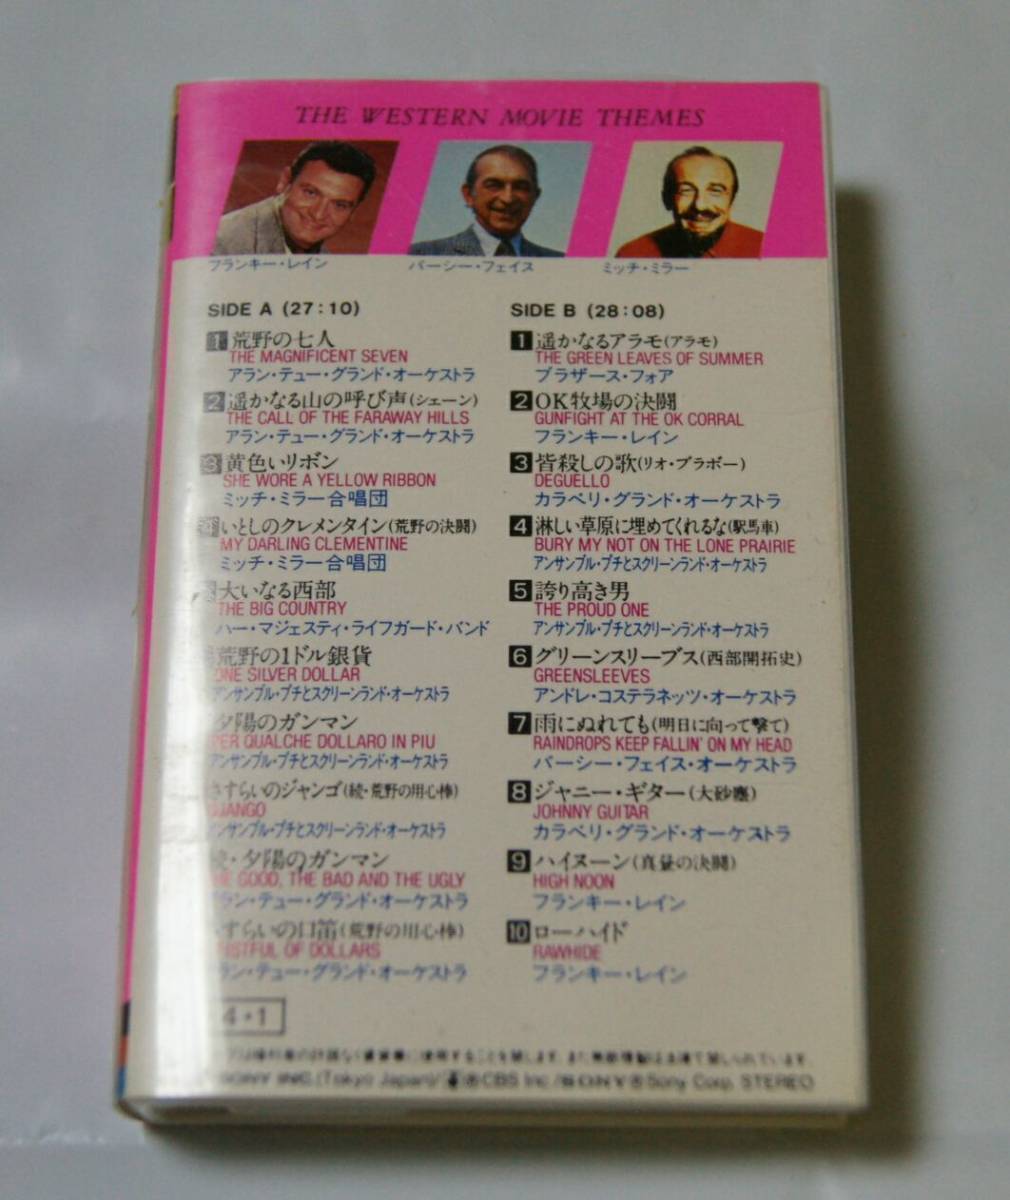 THE WESTERN MOVIE THEMES
フランキー・レイン
パーシー・フェイス
ミッチ・ミラー
SIDE A (27:10)
1 荒野の七人
THE MAGNIFICENT SEVEN
アラン・テュー・グランド・オーケストラ
2 遥かなる山の呼び声(シェーン)
THE CALL OF THE FARAWAY HILLS
アラン・テュー・グランド・オーケストラ
3 黄色いリボン
SHE WORE A YELLOW RIBBON
ミッチ・ミラー合唱団
4 いとしのクレメンタイン(荒野の決闘)
MY DARLING CLEMENTINE
ミッチ・ミラー合唱団
大いなる西部
THE BIG COUNTRY
ハー・マジェスティ・ライフガード・バンド
荒野の1ドル銀貨
ONE SILVER DOLLAR
アンサンブル・プチとスクリーンランド・オーケストラ
夕陽のガンマン
PER QUALCHE DOLLARO IN PIU
アンサンブル・プチとスクリーンランド・オーケストラ
さすらいのジャンゴ(続・荒野の用心棒)
DJANGO
アンサンブル・プチとスクリーンランド・オーケストラ
続・夕陽のガンマン
THE GOOD, THE BAD AND THE UGLY
アラン・テュー・グランド・オーケストラ
さすらいの口笛(荒野の用心棒)
FISTFUL OF DOLLARS
アラン・テュー・グランド・オーケストラ
4・1
SIDE B (28:08)
1 遥かなるアラモ(アラモ)
THE GREEN LEAVES OF SUMMER
ブラザース・フォア
2 OK牧場の決闘
GUNFIGHT AT THE OK CORRAL
フランキー・レイン
3 皆殺しの歌(リオ・ブラボー)
DEGUELLO
カラベリ・グランド・オーケストラ
4 淋しい草原に埋めてくれるな(駅馬車)
BURY MY NOT ON THE LONE PRAIRIE
アンサンブル・プチとスクリーンランド・オーケストラ
5 誇り高き男
THE PROUD ONE
アンサンブル・プチとスクリーンランド・オーケストラ
6 グリーンスリーブス(西部開拓史)
GREENSLEEVES
アンドレ・コステラネッツ・オーケストラ
7 雨にぬれても(明日に向って撃て)
RAINDROPS KEEP FALLIN' ON MY HEAD
パーシー・フェイス・オーケストラ
8 ジャニー・ギター(大砂塵)
JOHNNY GUITAR
カラベリ・グランド・オーケストラ
9 ハイヌーン(真昼の決闘)
HIGH NOON
フランキー・レイン
10 ローハイド
RAWHIDE
フランキー・レイン
SONY INC. (Tokyo Japan)/ ®CBS Inc./SONY®Sony Corp. STEREO